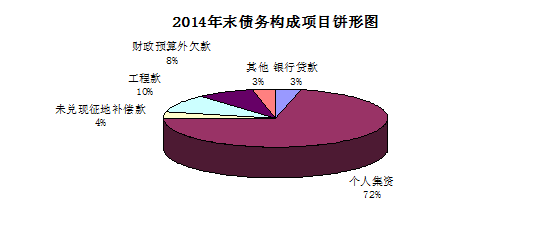 2014年末债务构成项目饼形图
财政预算外欠款
8%
其他
3%
银行贷款
3%
工程款
10%
未兑现征地补偿款
4%
个人集资
72%